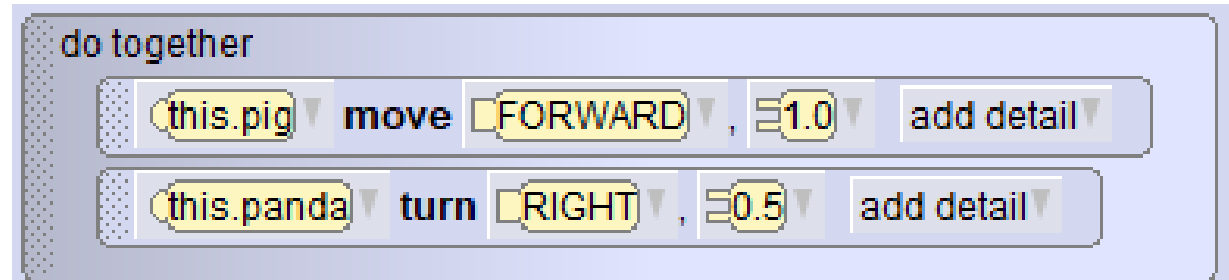 do together
this.pig move FORWARD , 1.0 add detail
this.panda turn RIGHT , 0.5 add detail